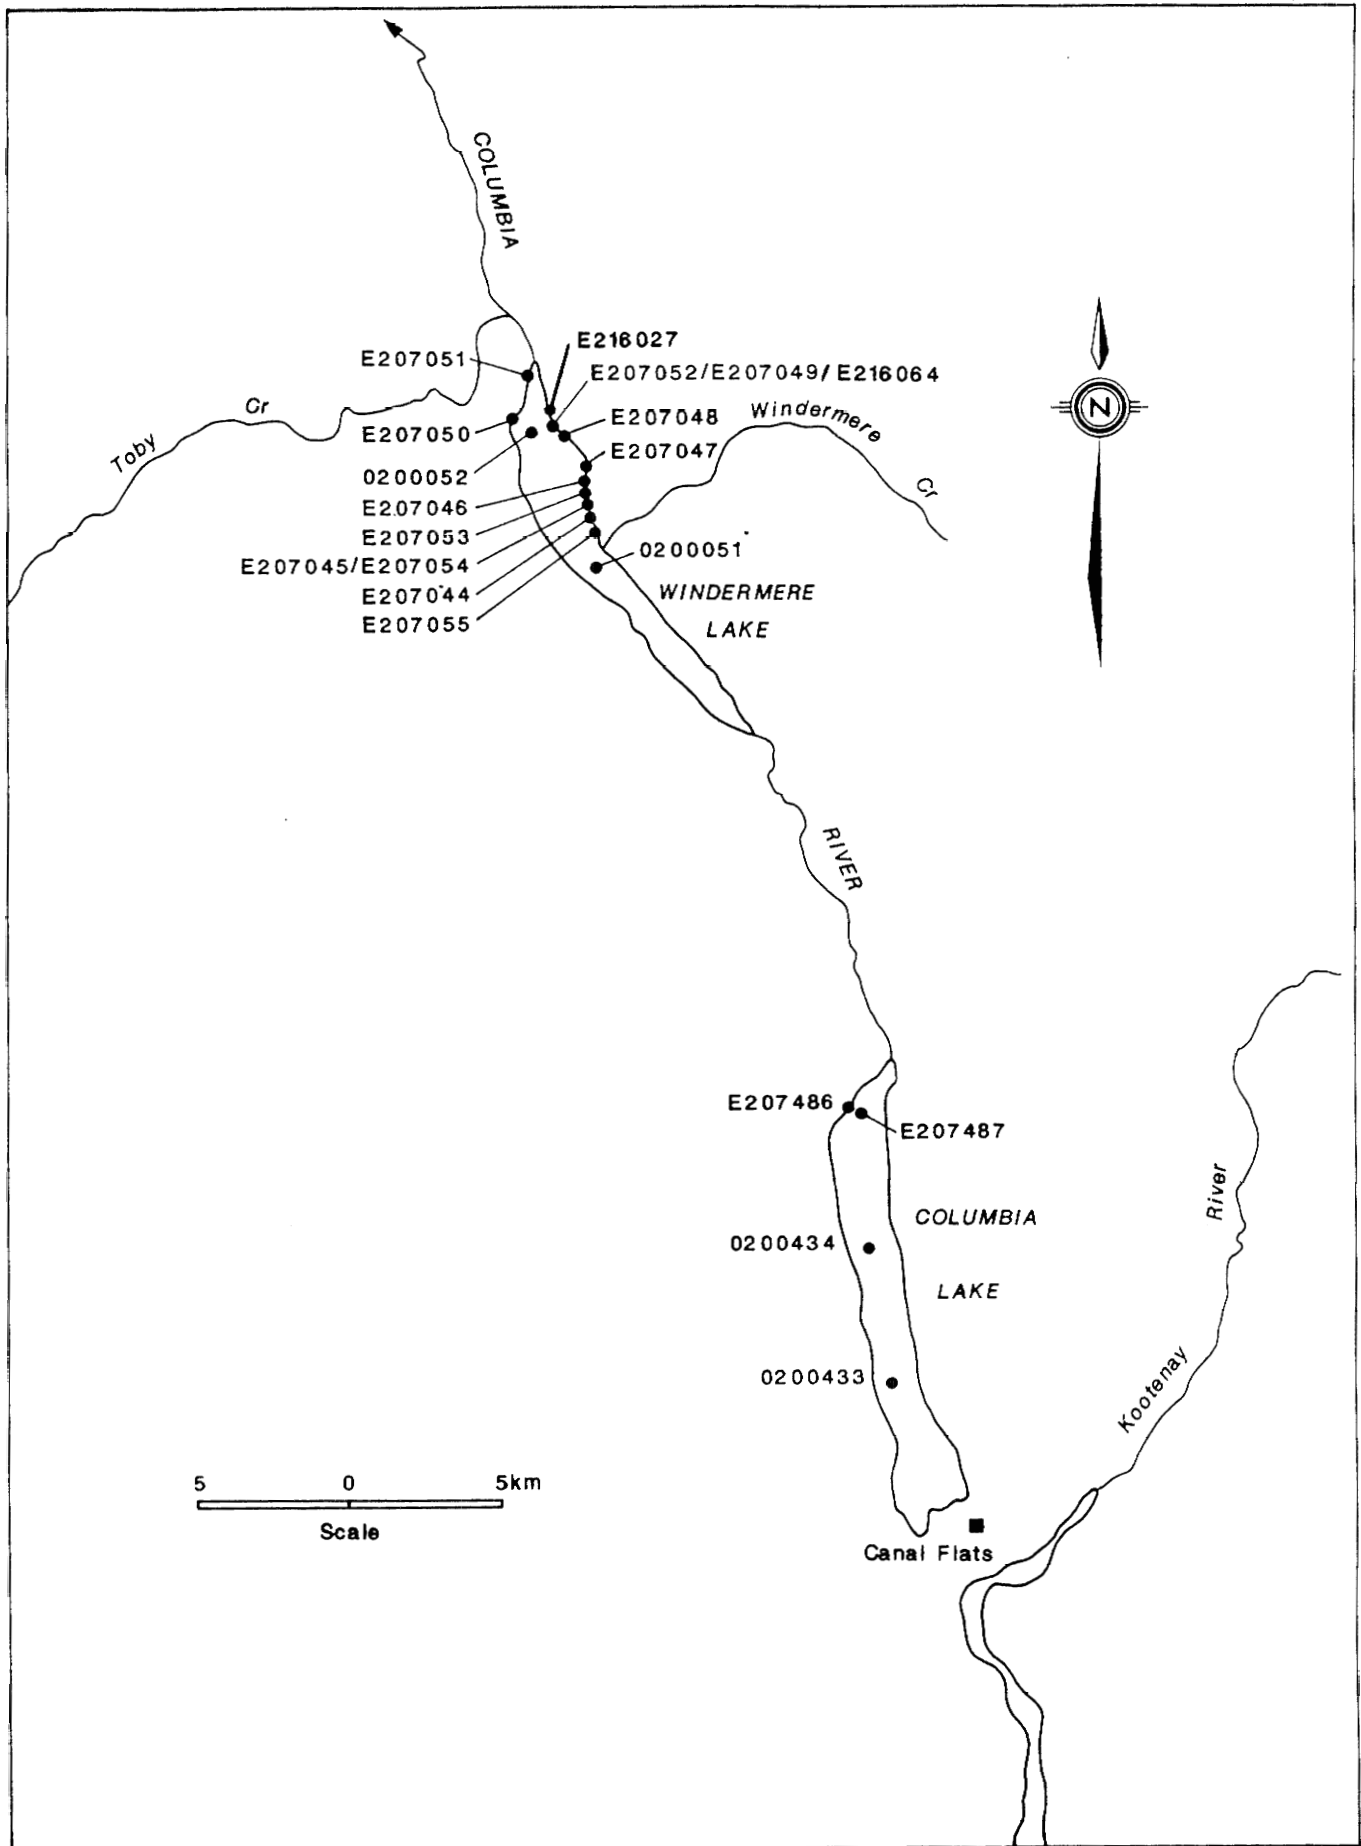 COLUMBIA
E216027
E207051
E207052/E207049/E216064
Cr
Windermere
E207048
E207050
Toby
E207047
0200052
Cr
E207046
E207053
0200051
E207045/E207054
E207044
WINDERMERE
E207055
LAKE
N
RIVER
E207486
E207487
River
COLUMBIA
0200434
LAKE
0200433
Kootenay
5 0 5km
Scale
Canal Flats